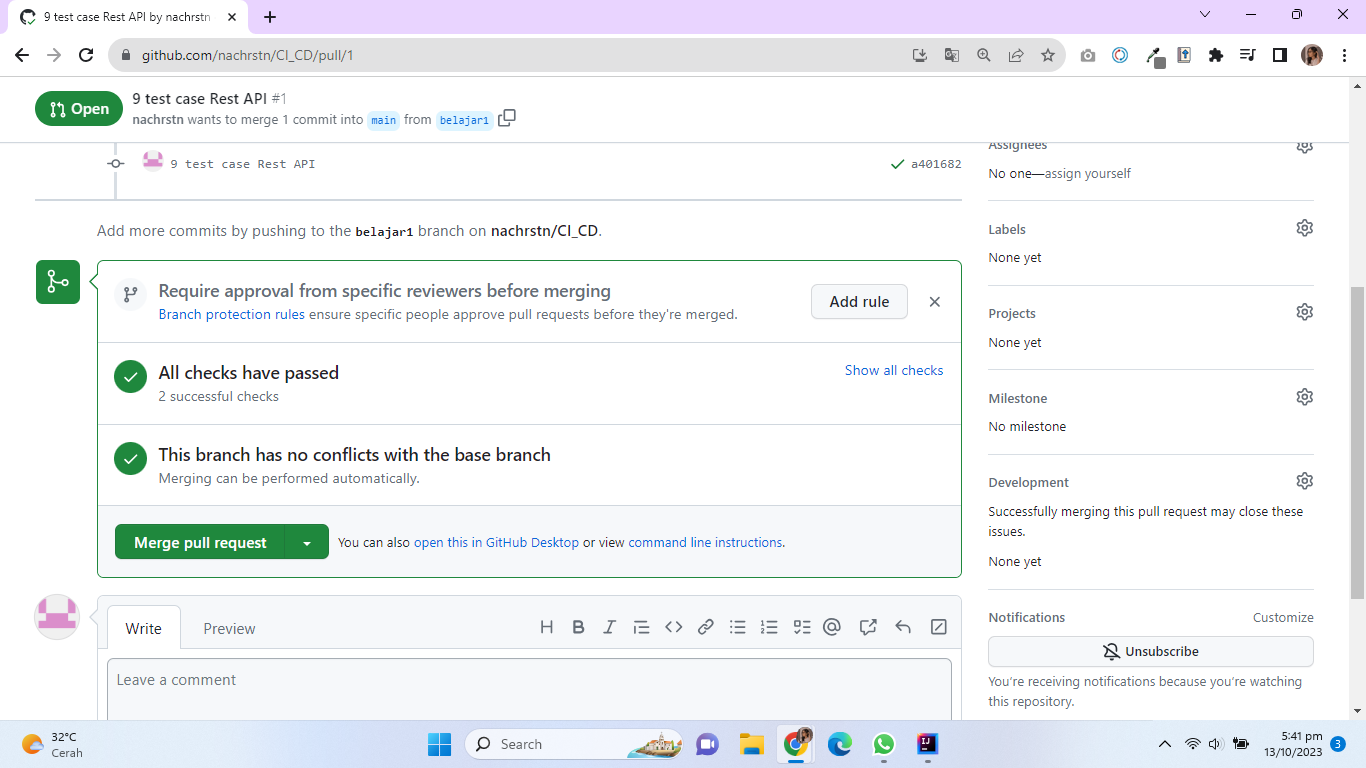 9 test case Rest API by nachrstn
github.com/nachrstn/CI_CD/pull/1
Open
9 test case Rest API #1
nachrstn wants to merge 1 commit into main from belajar1
9 test case Rest API
a401682
Add more commits by pushing to the belajar1 branch on nachrstn/CI_CD.
Require approval from specific reviewers before merging
Branch protection rules ensure specific people approve pull requests before they're merged.
Add rule
All checks have passed
2 successful checks
Show all checks
This branch has no conflicts with the base branch
Merging can be performed automatically.
Merge pull request
You can also open this in GitHub Desktop or view command line instructions.
Write
Preview
Leave a comment
Assignees
No one—assign yourself
Labels
None yet
Projects
None yet
Milestone
No milestone
Development
Successfully merging this pull request may close these
issues.
None yet
Notifications
Customize
Unsubscribe
You're receiving notifications because you're watching
this repository.
32°C
Cerah
Search
5:41 pm
13/10/2023
3